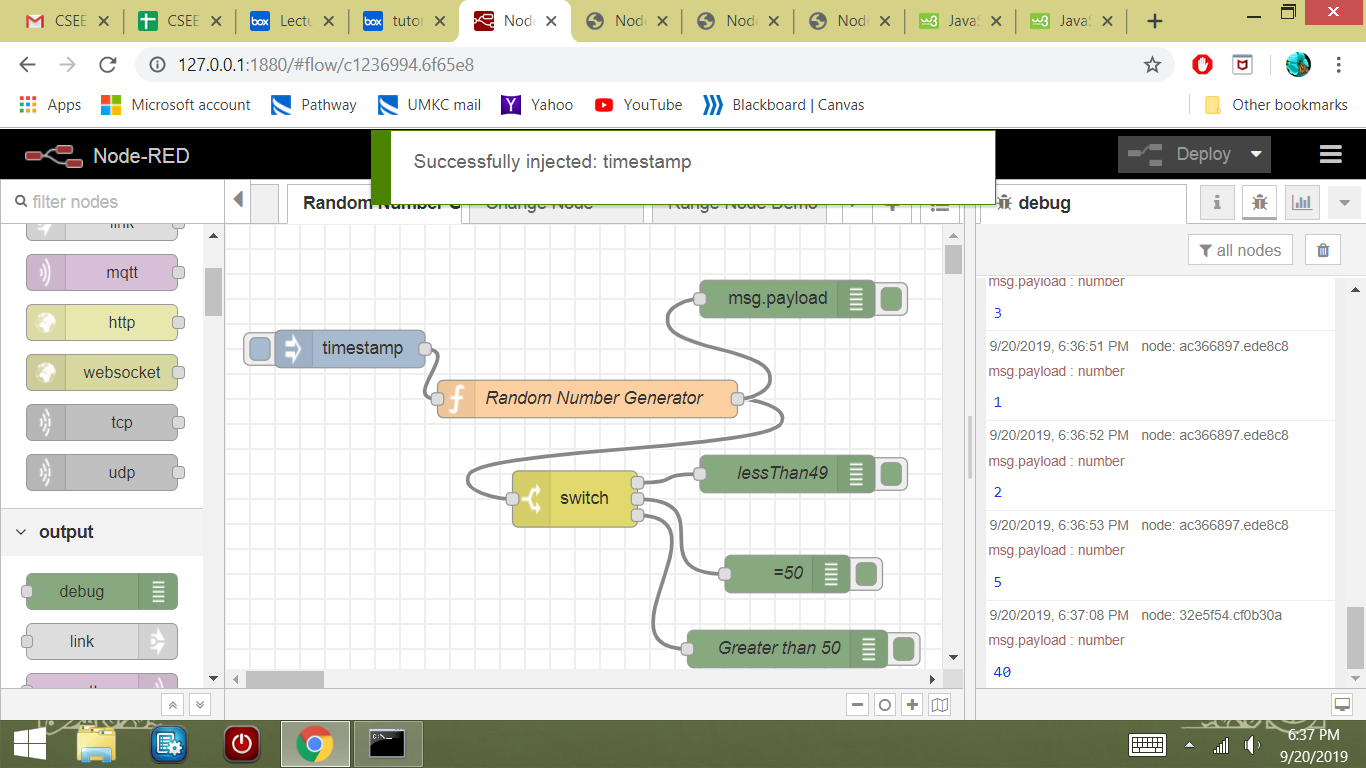 CSEE
CSEE
Lectu
tutor
Node
Node
Node
Node
JavaS
JavaS
127.0.0.1:1880/#flow/c1236994.6f65e8
Apps
Microsoft account
Pathway
UMKC mail
Yahoo
YouTube
Blackboard | Canvas
Other bookmarks
Node-RED
Successfully injected: timestamp
Deploy
filter nodes
Random Number G
Change Node
Range Node Demo
debug
all nodes
link
mqtt
http
websocket
tcp
udp
output
debug
link
timestamp
Random Number Generator
msg.payload
switch
lessThan49
=50
Greater than 50
msg.payload : number
3
9/20/2019, 6:36:51 PM node: ac366897.ede8c8
msg.payload : number
1
9/20/2019, 6:36:52 PM node: ac366897.ede8c8
msg.payload : number
2
9/20/2019, 6:36:53 PM node: ac366897.ede8c8
msg.payload : number
5
9/20/2019, 6:37:08 PM node: 32e5f54.cf0b30a
msg.payload : number
40
6:37 PM
9/20/2019